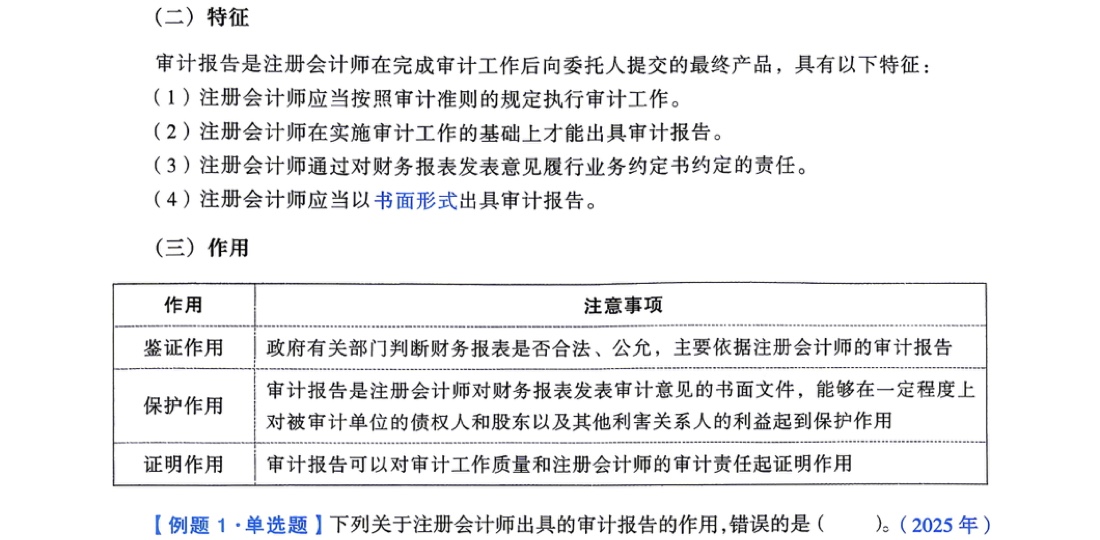 （二）特征
审计报告是注册会计师在完成审计工作后向委托人提交的最终产品，具有以下特征：
（1）注册会计师应当按照审计准则的规定执行审计工作。
（2）注册会计师在实施审计工作的基础上才能出具审计报告。
（3）注册会计师通过对财务报表发表意见履行业务约定书约定的责任。
（4）注册会计师应当以书面形式出具审计报告。
（三）作用
作用 注意事项
鉴证作用 政府有关部门判断财务报表是否合法、公允，主要依据注册会计师的审计报告
保护作用 审计报告是注册会计师对财务报表发表审计意见的书面文件，能够在一定程度上
对被审计单位的债权人和股东以及其他利害关系人的利益起到保护作用
证明作用 审计报告可以对审计工作质量和注册会计师的审计责任起证明作用
【例题1·单选题】下列关于注册会计师出具的审计报告的作用，错误的是（　　）。（2025年）